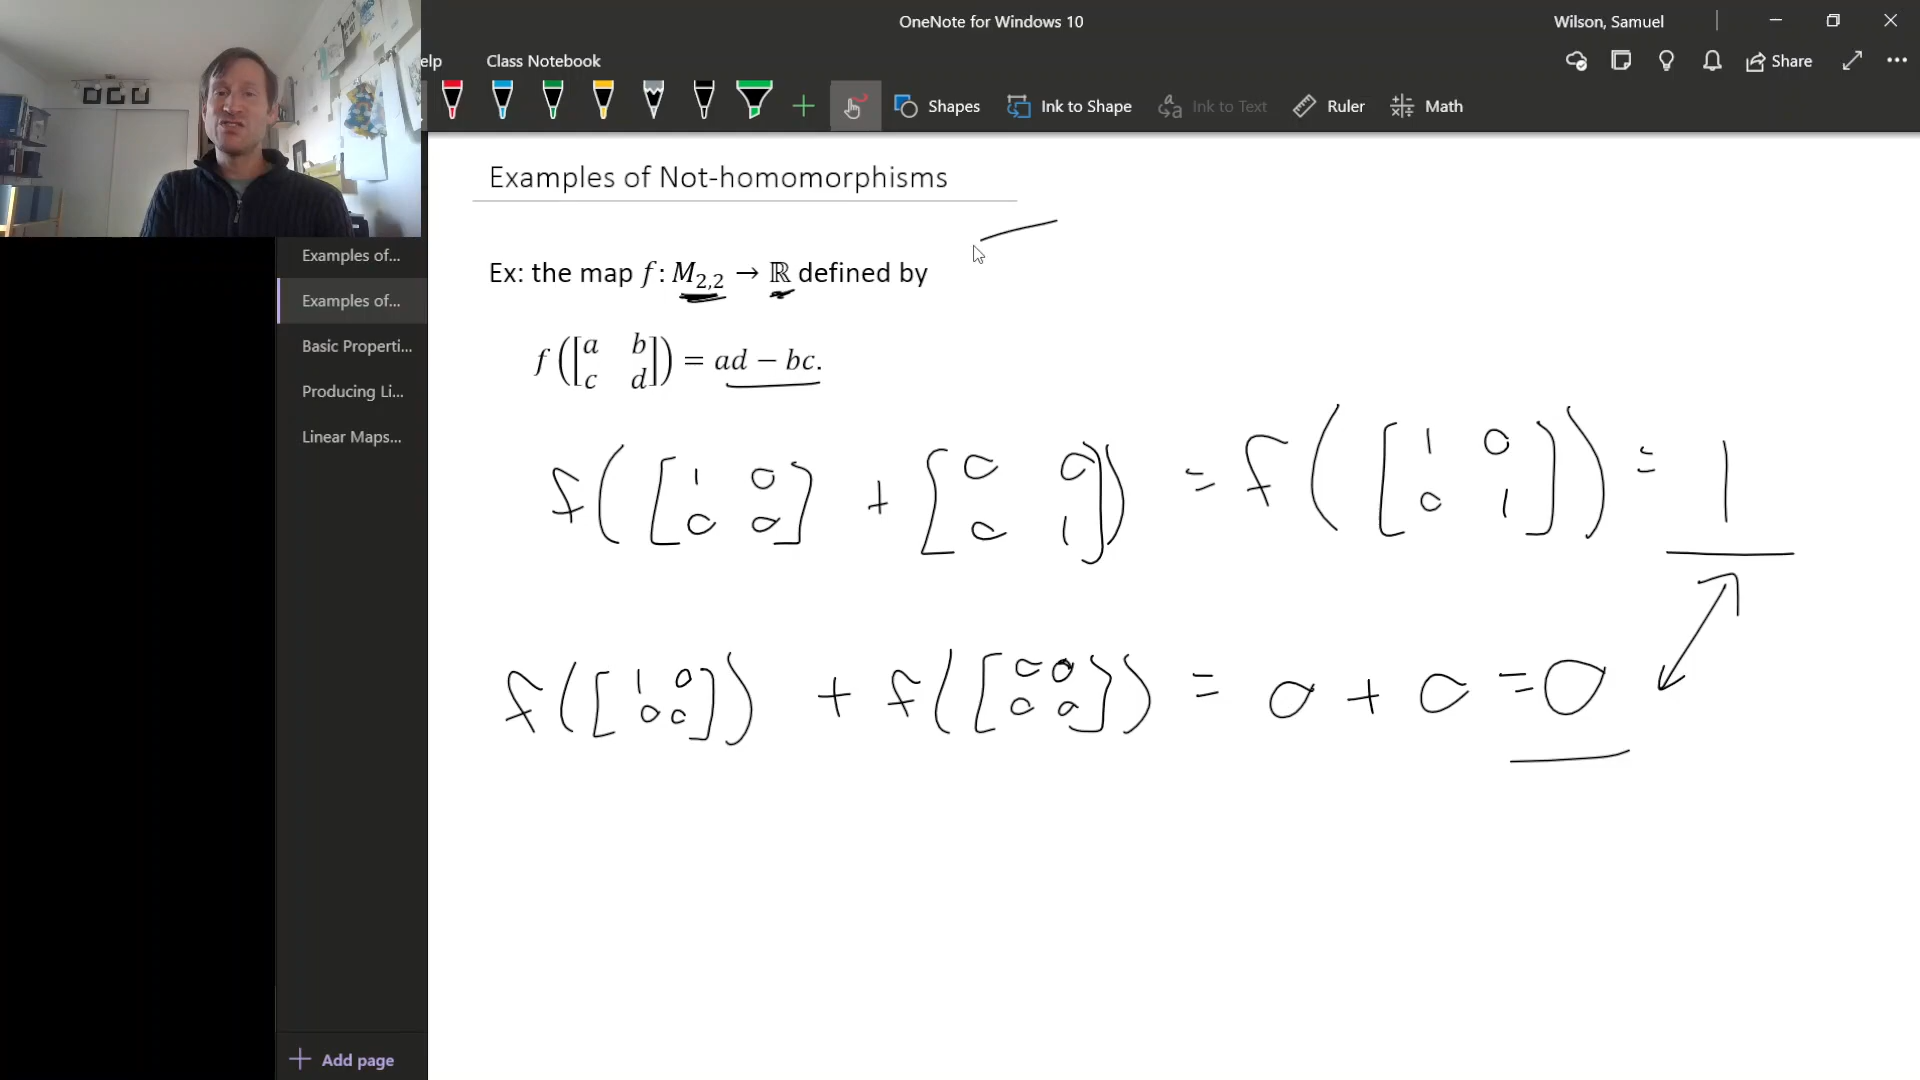 OneNote for Windows 10
Wilson, Samuel
elp
Class Notebook
Share
Shapes
Ink to Shape
Ink to Text
Ruler
Math
Examples of...
Examples of...
Basic Properti...
Producing Li...
Linear Maps...
Add page
Examples of Not-homomorphisms
Ex: the map f: M₂,₂ → ℝ defined by
f([a b; c d]) = ad − bc.
f([1 0; 0 0] + [0 0; 0 1]) = f([1 0; 0 1]) = 1
f([1 0; 0 0]) + f([0 0; 0 0]) = 0 + 0 = 0